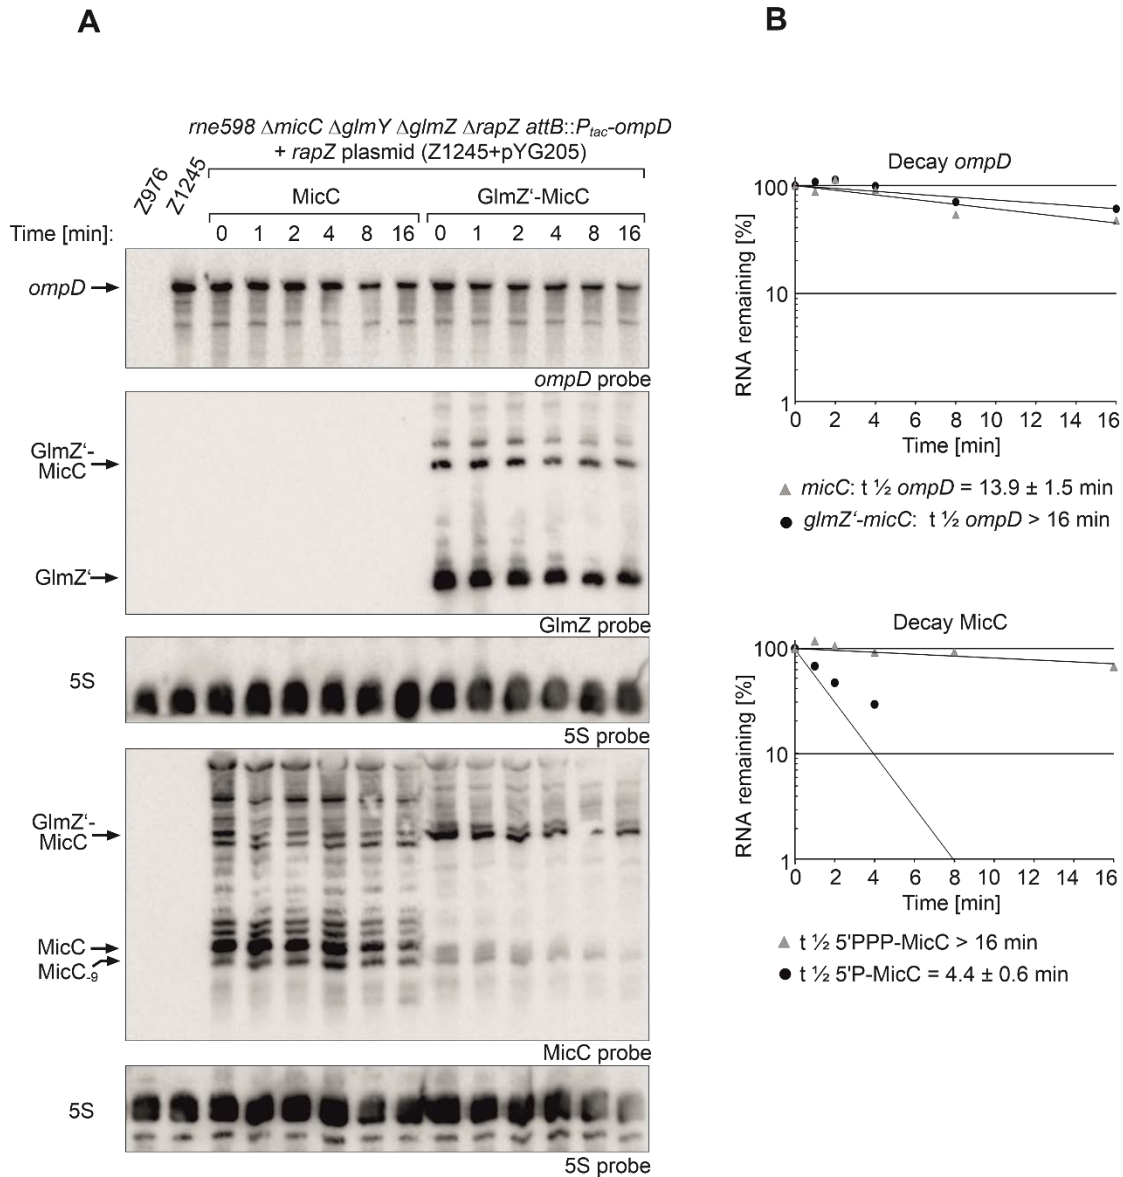 A
rne598 ΔmicC ΔglmY ΔglmZ ΔrapZ attB::Ptac-ompD
+ rapZ plasmid (Z1245+pYG205)
Z976
Z1245
MicC
GlmZ‘-MicC
Time [min]: 0 1 2 4 8 16 0 1 2 4 8 16
ompD
ompD probe
GlmZ‘-
MicC
GlmZ‘
GlmZ probe
5S
5S probe
GlmZ‘-
MicC
MicC
MicC-9
MicC probe
5S
5S probe
B
Decay ompD
RNA remaining [%]
100
10
1
0 2 4 6 8 10 12 14 16
Time [min]
micC: t ½ ompD = 13.9 ± 1.5 min
glmZ‘-micC: t ½ ompD > 16 min
Decay MicC
RNA remaining [%]
100
10
1
0 2 4 6 8 10 12 14 16
Time [min]
t ½ 5'PPP-MicC > 16 min
t ½ 5'P-MicC = 4.4 ± 0.6 min